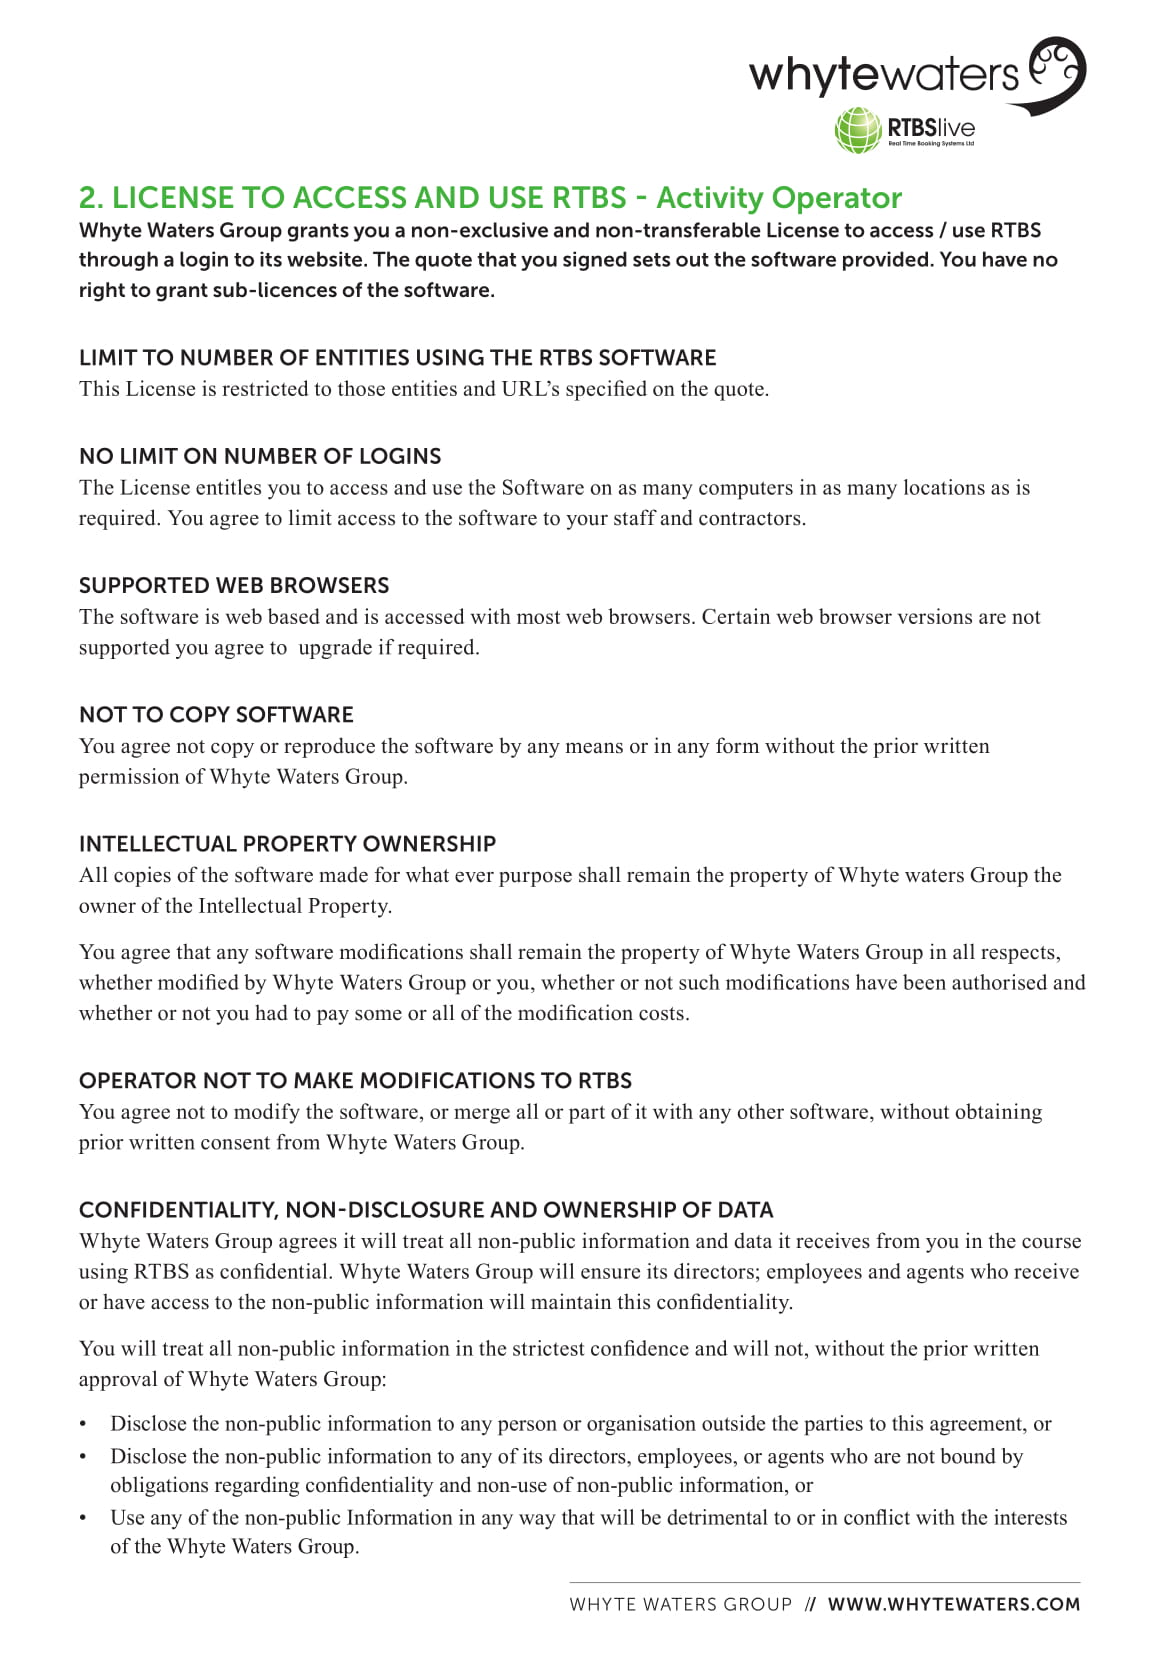 whytewaters
RTBSlive
Real Time Booking Systems Ltd
2. LICENSE TO ACCESS AND USE RTBS - Activity Operator
Whyte Waters Group grants you a non-exclusive and non-transferable License to access / use RTBS
through a login to its website. The quote that you signed sets out the software provided. You have no
right to grant sub-licences of the software.
LIMIT TO NUMBER OF ENTITIES USING THE RTBS SOFTWARE
This License is restricted to those entities and URL’s specified on the quote.
NO LIMIT ON NUMBER OF LOGINS
The License entitles you to access and use the Software on as many computers in as many locations as is
required. You agree to limit access to the software to your staff and contractors.
SUPPORTED WEB BROWSERS
The software is web based and is accessed with most web browsers. Certain web browser versions are not
supported you agree to  upgrade if required.
NOT TO COPY SOFTWARE
You agree not copy or reproduce the software by any means or in any form without the prior written
permission of Whyte Waters Group.
INTELLECTUAL PROPERTY OWNERSHIP
All copies of the software made for what ever purpose shall remain the property of Whyte waters Group the
owner of the Intellectual Property.
You agree that any software modifications shall remain the property of Whyte Waters Group in all respects,
whether modified by Whyte Waters Group or you, whether or not such modifications have been authorised and
whether or not you had to pay some or all of the modification costs.
OPERATOR NOT TO MAKE MODIFICATIONS TO RTBS
You agree not to modify the software, or merge all or part of it with any other software, without obtaining
prior written consent from Whyte Waters Group.
CONFIDENTIALITY, NON-DISCLOSURE AND OWNERSHIP OF DATA
Whyte Waters Group agrees it will treat all non-public information and data it receives from you in the course
using RTBS as confidential. Whyte Waters Group will ensure its directors; employees and agents who receive
or have access to the non-public information will maintain this confidentiality.
You will treat all non-public information in the strictest confidence and will not, without the prior written
approval of Whyte Waters Group:
• Disclose the non-public information to any person or organisation outside the parties to this agreement, or
• Disclose the non-public information to any of its directors, employees, or agents who are not bound by
obligations regarding confidentiality and non-use of non-public information, or
• Use any of the non-public Information in any way that will be detrimental to or in conflict with the interests
of the Whyte Waters Group.
WHYTE WATERS GROUP // WWW.WHYTEWATERS.COM